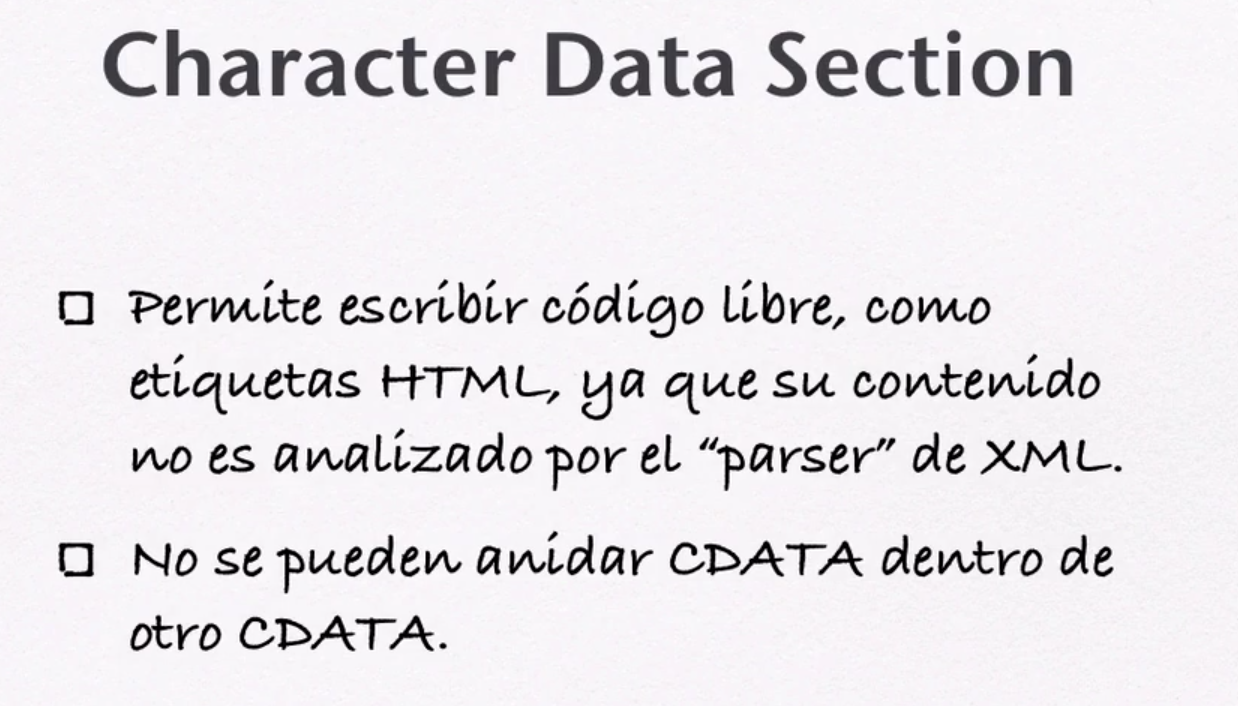 Character Data Section
Permite escribir código libre, como
etiquetas HTML, ya que su contenido
no es analizado por el “parser” de XML.
No se pueden anidar CDATA dentro de
otro CDATA.